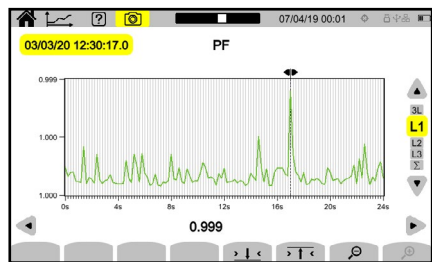 ?
07/04/19 00:01
03/03/20 12:30:17.0
PF
0.999
1.000
1.000
0s 4s 8s 12s 16s 20s 24s
3L
L1
L2
L3
Σ
0.999